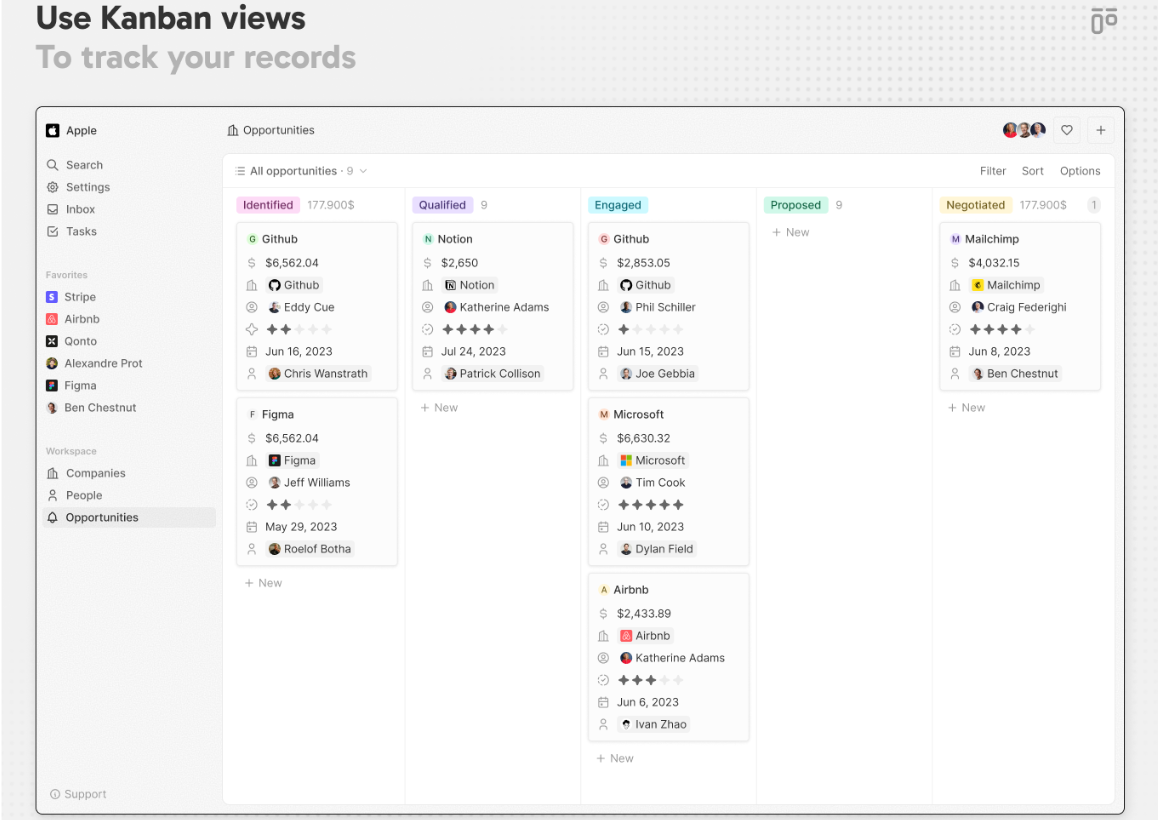 Use Kanban views
To track your records
Apple
Search
Settings
Inbox
Tasks
Favorites
Stripe
Airbnb
Qonto
Alexandre Prot
Figma
Ben Chestnut
Workspace
Companies
People
Opportunities
Support
Opportunities
All opportunities · 9
Filter Sort Options
Identified 177.900$
G Github
$6,562.04
Github
Eddy Cue
Jun 16, 2023
Chris Wanstrath
F Figma
$6,562.04
Figma
Jeff Williams
May 29, 2023
Roelof Botha
+ New
Qualified 9
N Notion
$2,650
Notion
Katherine Adams
Jul 24, 2023
Patrick Collison
+ New
Engaged
G Github
$2,853.05
Github
Phil Schiller
Jun 15, 2023
Joe Gebbia
M Microsoft
$6,630.32
Microsoft
Tim Cook
Jun 10, 2023
Dylan Field
A Airbnb
$2,433.89
Airbnb
Katherine Adams
Jun 6, 2023
Ivan Zhao
+ New
Proposed 9
+ New
Negotiated 177.900$ 1
M Mailchimp
$4,032.15
Mailchimp
Craig Federighi
Jun 8, 2023
Ben Chestnut
+ New